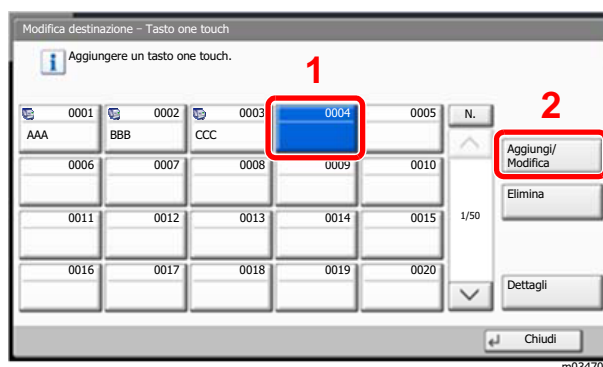 Modifica destinazione – Tasto one touch
Aggiungere un tasto one touch.
1
2
0001 0002 0003 0004 0005 N.
AAA BBB CCC
Aggiungi/
Modifica
0006 0007 0008 0009 0010
Elimina
0011 0012 0013 0014 0015 1/50
0016 0017 0018 0019 0020
Dettagli
Chiudi
m03470